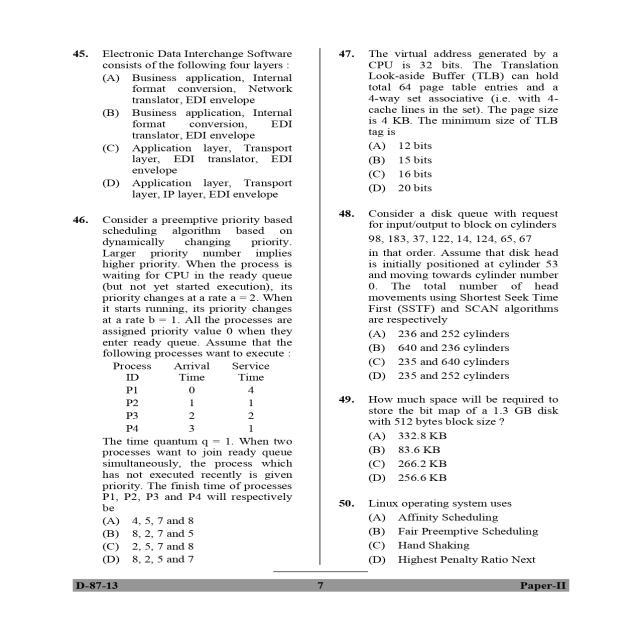 45. Electronic Data Interchange Software
consists of the following four layers :
(A) Business application, Internal
format conversion, Network
translator, EDI envelope
(B) Business application, Internal
format conversion, EDI
translator, EDI envelope
(C) Application layer, Transport
layer, EDI translator, EDI
envelope
(D) Application layer, Transport
layer, IP layer, EDI envelope
46. Consider a preemptive priority based
scheduling algorithm based on
dynamically changing priority.
Larger priority number implies
higher priority. When the process is
waiting for CPU in the ready queue
(but not yet started execution), its
priority changes at a rate a = 2. When
it starts running, its priority changes
at a rate b = 1. All the processes are
assigned priority value 0 when they
enter ready queue. Assume that the
following processes want to execute :
Process Arrival Service
ID Time Time
P1 0 4
P2 1 1
P3 2 2
P4 3 1
The time quantum q = 1. When two
processes want to join ready queue
simultaneously, the process which
has not executed recently is given
priority. The finish time of processes
P1, P2, P3 and P4 will respectively
be
(A) 4, 5, 7 and 8
(B) 8, 2, 7 and 5
(C) 2, 5, 7 and 8
(D) 8, 2, 5 and 7
47. The virtual address generated by a
CPU is 32 bits. The Translation
Look-aside Buffer (TLB) can hold
total 64 page table entries and a
4-way set associative (i.e. with 4-
cache lines in the set). The page size
is 4 KB. The minimum size of TLB
tag is
(A) 12 bits
(B) 15 bits
(C) 16 bits
(D) 20 bits
48. Consider a disk queue with request
for input/output to block on cylinders
98, 183, 37, 122, 14, 124, 65, 67
in that order. Assume that disk head
is initially positioned at cylinder 53
and moving towards cylinder number
0. The total number of head
movements using Shortest Seek Time
First (SSTF) and SCAN algorithms
are respectively
(A) 236 and 252 cylinders
(B) 640 and 236 cylinders
(C) 235 and 640 cylinders
(D) 235 and 252 cylinders
49. How much space will be required to
store the bit map of a 1.3 GB disk
with 512 bytes block size ?
(A) 332.8 KB
(B) 83.6 KB
(C) 266.2 KB
(D) 256.6 KB
50. Linux operating system uses
(A) Affinity Scheduling
(B) Fair Preemptive Scheduling
(C) Hand Shaking
(D) Highest Penalty Ratio Next
D-87-13 7 Paper-II